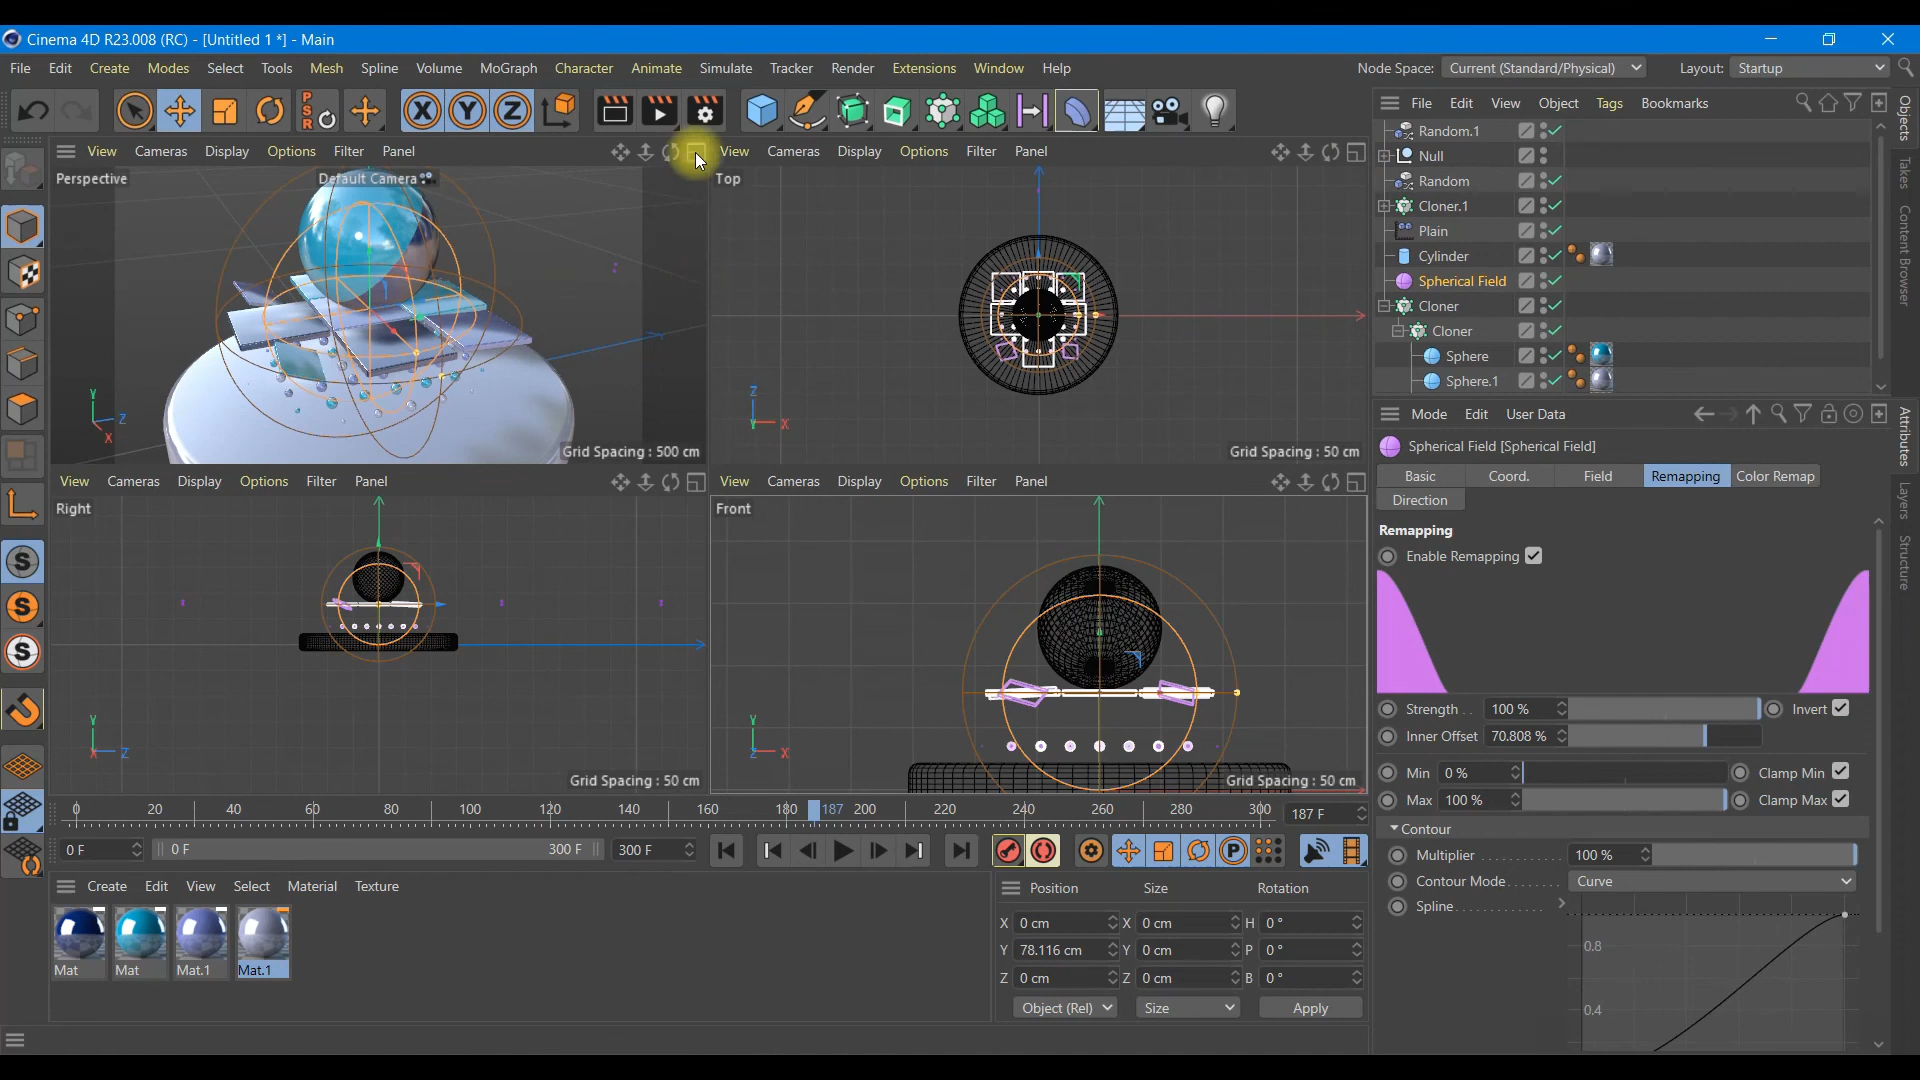 Cinema 4D R23.008 (RC) - [Untitled 1 *] - Main
File Edit Create Modes Select Tools Mesh Spline Volume MoGraph Character Animate Simulate Tracker Render Extensions Window Help Node Space: Current (Standard/Physical) Layout: Startup
PSR X Y Z
File Edit View Object Tags Bookmarks
View Cameras Display Options Filter Panel
View Cameras Display Options Filter Panel
Perspective Default Camera
Top
Grid Spacing : 500 cm
Grid Spacing : 50 cm
Y Z X
Z Y X
View Cameras Display Options Filter Panel
View Cameras Display Options Filter Panel
Right
Front
Grid Spacing : 50 cm
Grid Spacing : 50 cm
Y X Z
Y Z X
S
S
S
Random.1
Null
Random
Cloner.1
Plain
Cylinder
Spherical Field
Cloner
Cloner
Sphere
Sphere.1
Objects
Takes
Content Browser
Attributes
Layers
Structure
Mode Edit User Data
Spherical Field [Spherical Field]
Basic Coord. Field Remapping Color Remap
Direction
Remapping
Enable Remapping
Strength . . 100 % Invert
Inner Offset 70.808 %
Min 0 % Clamp Min
Max 100 % Clamp Max
Contour
Multiplier . . . . . . . . . . . . 100 %
Contour Mode. . . . . . . Curve
Spline. . . . . . . . . . . . . .
0.8
0.4
0 20 40 60 80 100 120 140 160 180 187 200 220 240 260 280 300 187 F
0 F 0 F 300 F 300 F
P
Create Edit View Select Material Texture
Mat Mat Mat.1 Mat.1
Position Size Rotation
X 0 cm X 0 cm H 0 °
Y 78.116 cm Y 0 cm P 0 °
Z 0 cm Z 0 cm B 0 °
Object (Rel) Size Apply